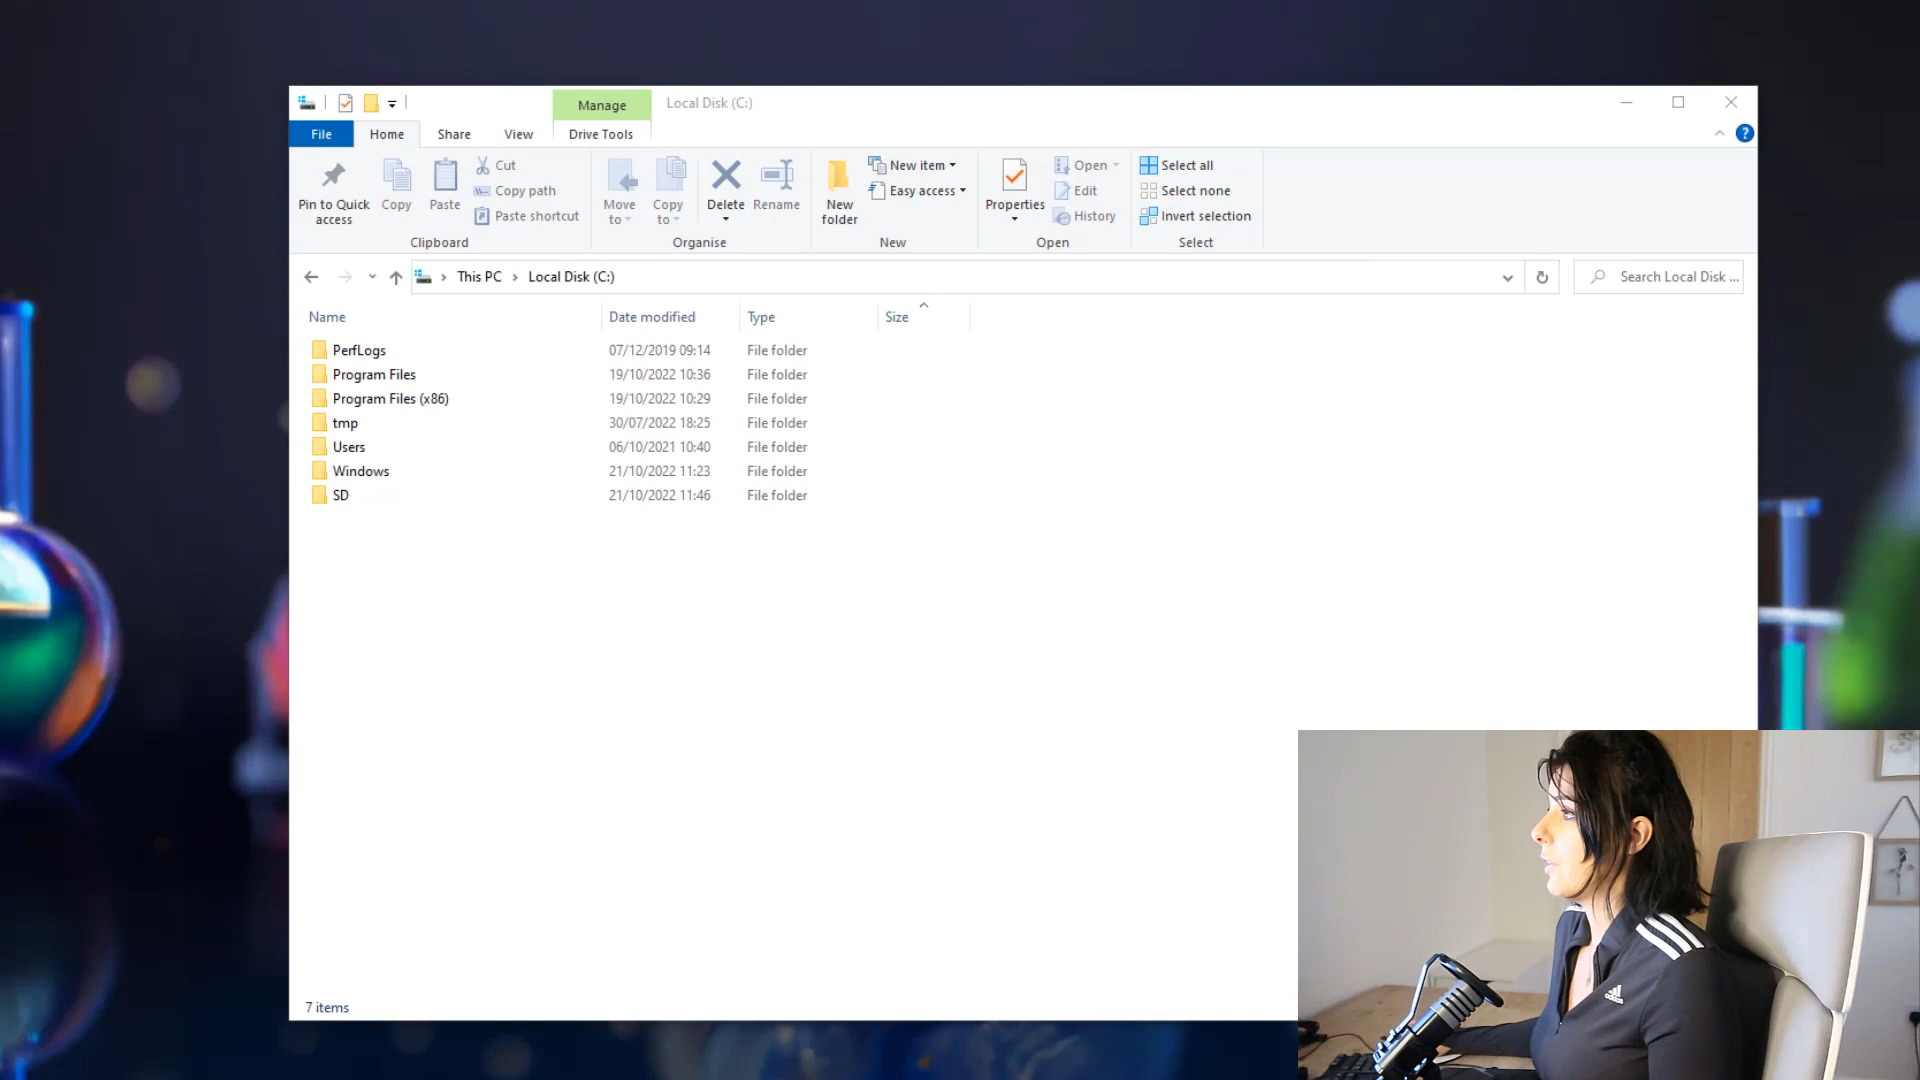 Manage Local Disk (C:)
File Home Share View Drive Tools
Pin to Quick access
Copy
Paste
Cut
Copy path
Paste shortcut
Clipboard
Move to
Copy to
Delete
Rename
Organise
New folder
New item
Easy access
New
Properties
Open
Edit
History
Open
Select all
Select none
Invert selection
Select
This PC Local Disk (C:)
Search Local Disk ...
Name Date modified Type Size
PerfLogs 07/12/2019 09:14 File folder
Program Files 19/10/2022 10:36 File folder
Program Files (x86) 19/10/2022 10:29 File folder
tmp 30/07/2022 18:25 File folder
Users 06/10/2021 10:40 File folder
Windows 21/10/2022 11:23 File folder
SD 21/10/2022 11:46 File folder
7 items
adidas